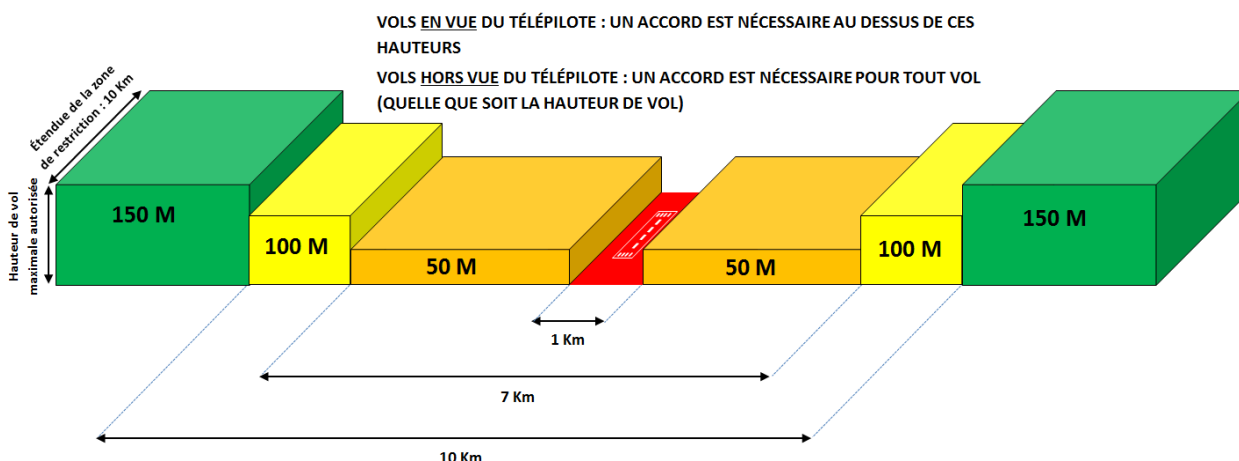 VOLS EN VUE DU TÉLÉPILOTE : UN ACCORD EST NÉCESSAIRE AU DESSUS DE CES
HAUTEURS
VOLS HORS VUE DU TÉLÉPILOTE : UN ACCORD EST NÉCESSAIRE POUR TOUT VOL
(QUELLE QUE SOIT LA HAUTEUR DE VOL)
Étendue de la zone
de restriction : 10 Km
Hauteur de vol
maximale autorisée
150 M
100 M
50 M
50 M
100 M
150 M
1 Km
7 Km
10 Km